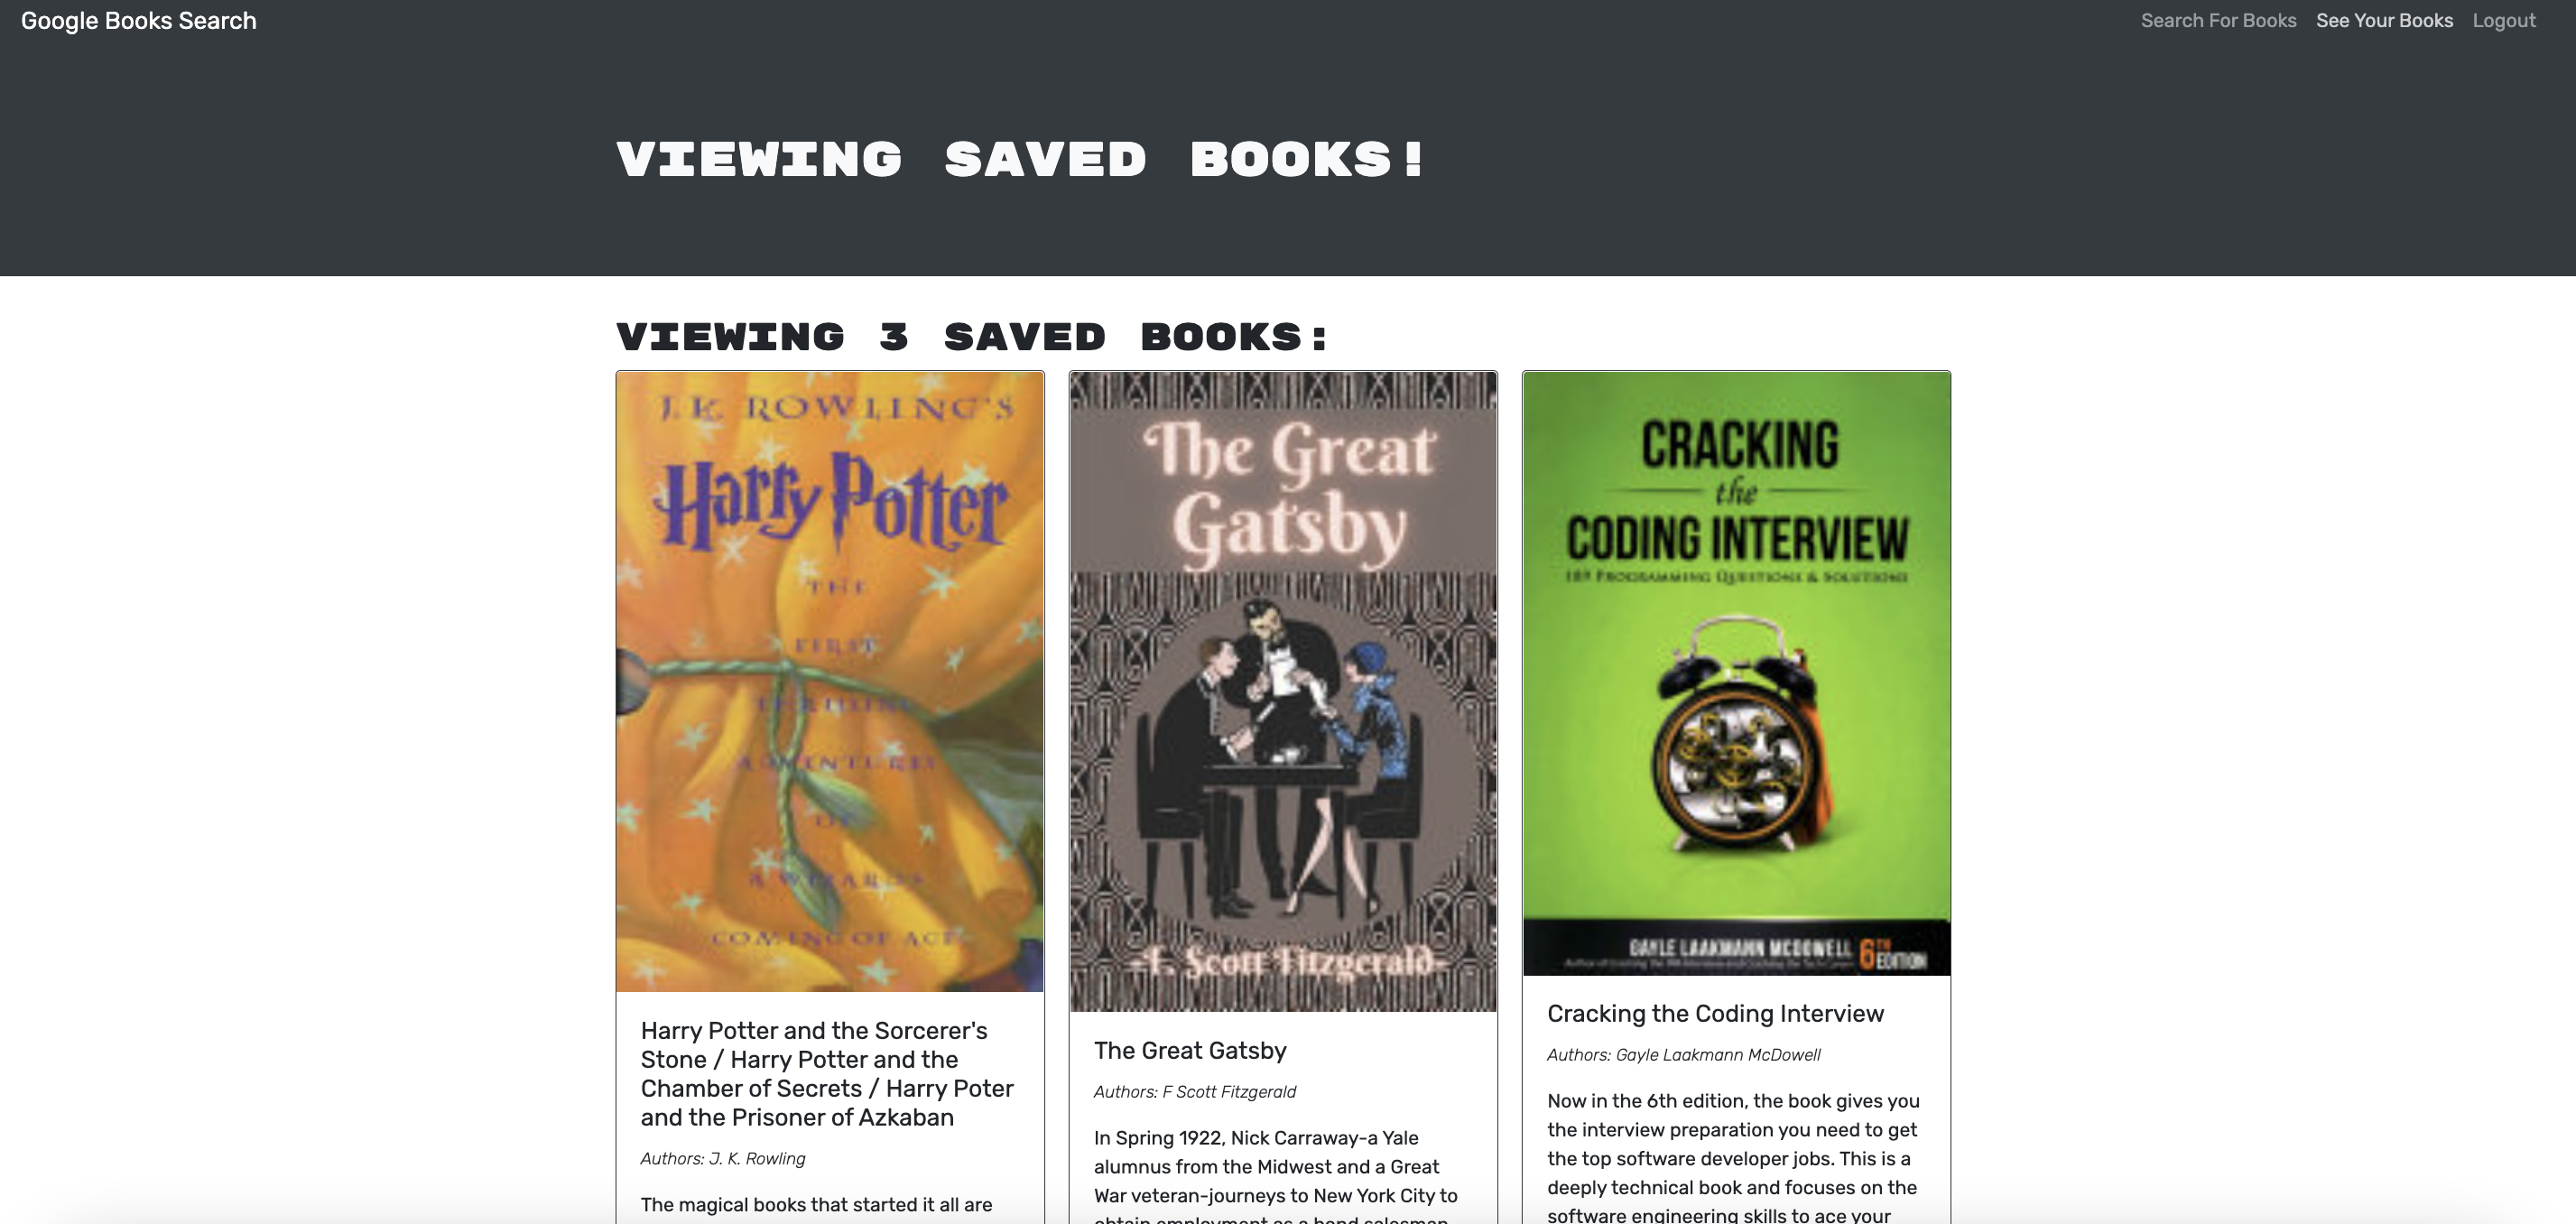 Google Books Search
Search For Books See Your Books Logout
VIEWING SAVED BOOKS!
VIEWING 3 SAVED BOOKS:
J.K. ROWLING'S
Harry Potter
THE
FIRST
THRILLING
ADVENTURES
OF
A WIZARD'S
COMING OF AGE
Harry Potter and the Sorcerer's
Stone / Harry Potter and the
Chamber of Secrets / Harry Poter
and the Prisoner of Azkaban
Authors: J. K. Rowling
The magical books that started it all are
The Great
Gatsby
F. Scott Fitzgerald
The Great Gatsby
Authors: F Scott Fitzgerald
In Spring 1922, Nick Carraway-a Yale
alumnus from the Midwest and a Great
War veteran-journeys to New York City to
obtain employment as a bond salesman
CRACKING
the
CODING INTERVIEW
189 PROGRAMMING QUESTIONS & SOLUTIONS
GAYLE LAAKMANN MCDOWELL 6TH EDITION
Cracking the Coding Interview
Authors: Gayle Laakmann McDowell
Now in the 6th edition, the book gives you
the interview preparation you need to get
the top software developer jobs. This is a
deeply technical book and focuses on the
software engineering skills to ace your